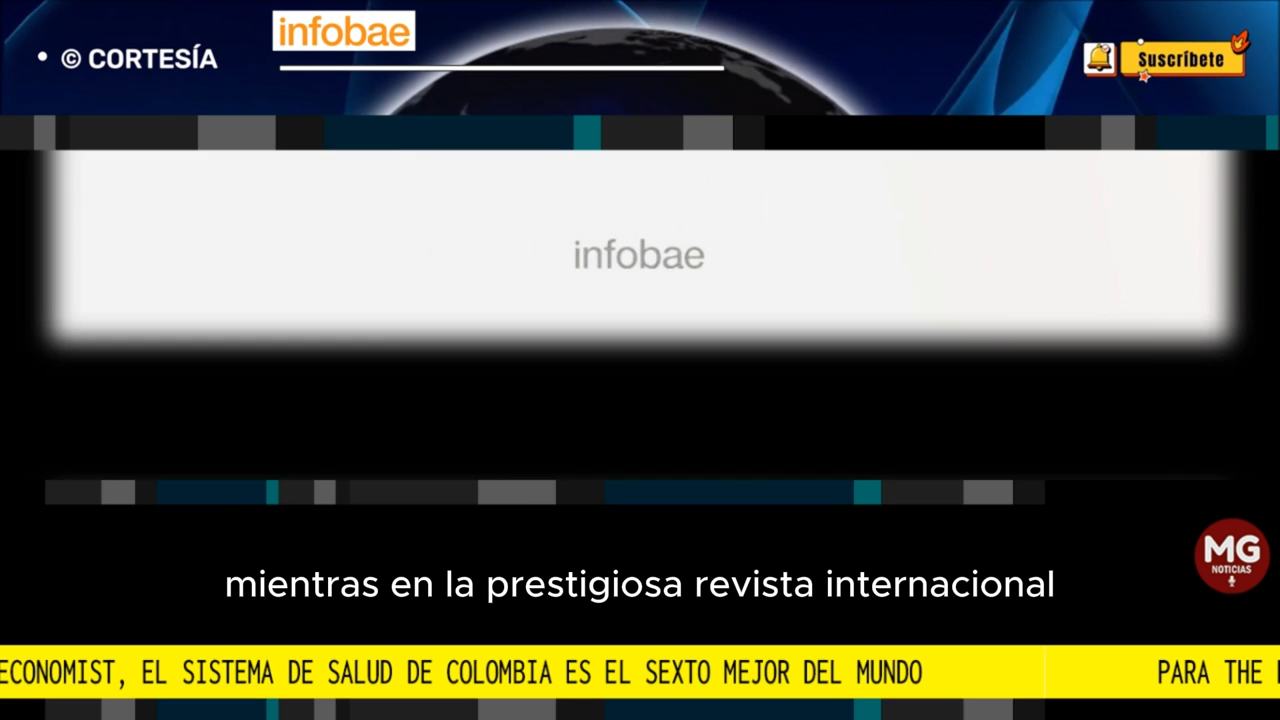 infobae
• © CORTESÍA
Suscríbete
infobae
MG
NOTICIAS
mientras en la prestigiosa revista internacional
ECONOMIST, EL SISTEMA DE SALUD DE COLOMBIA ES EL SEXTO MEJOR DEL MUNDO PARA THE